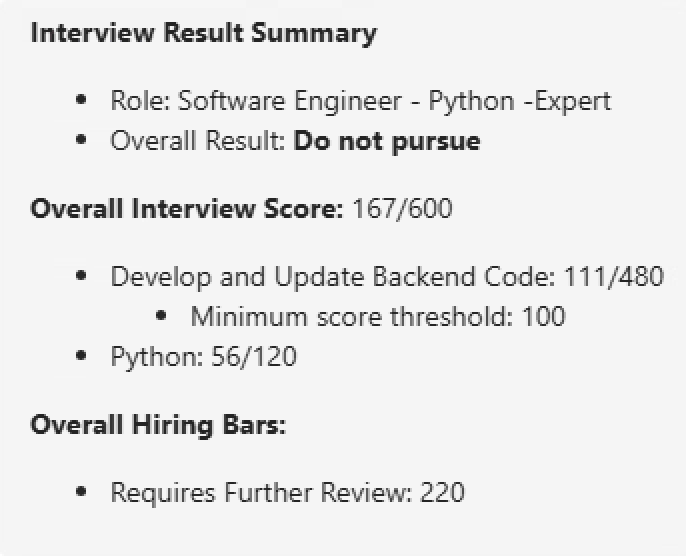 Interview Result Summary
• Role: Software Engineer - Python -Expert
• Overall Result: Do not pursue
Overall Interview Score: 167/600
• Develop and Update Backend Code: 111/480
• Minimum score threshold: 100
• Python: 56/120
Overall Hiring Bars:
• Requires Further Review: 220